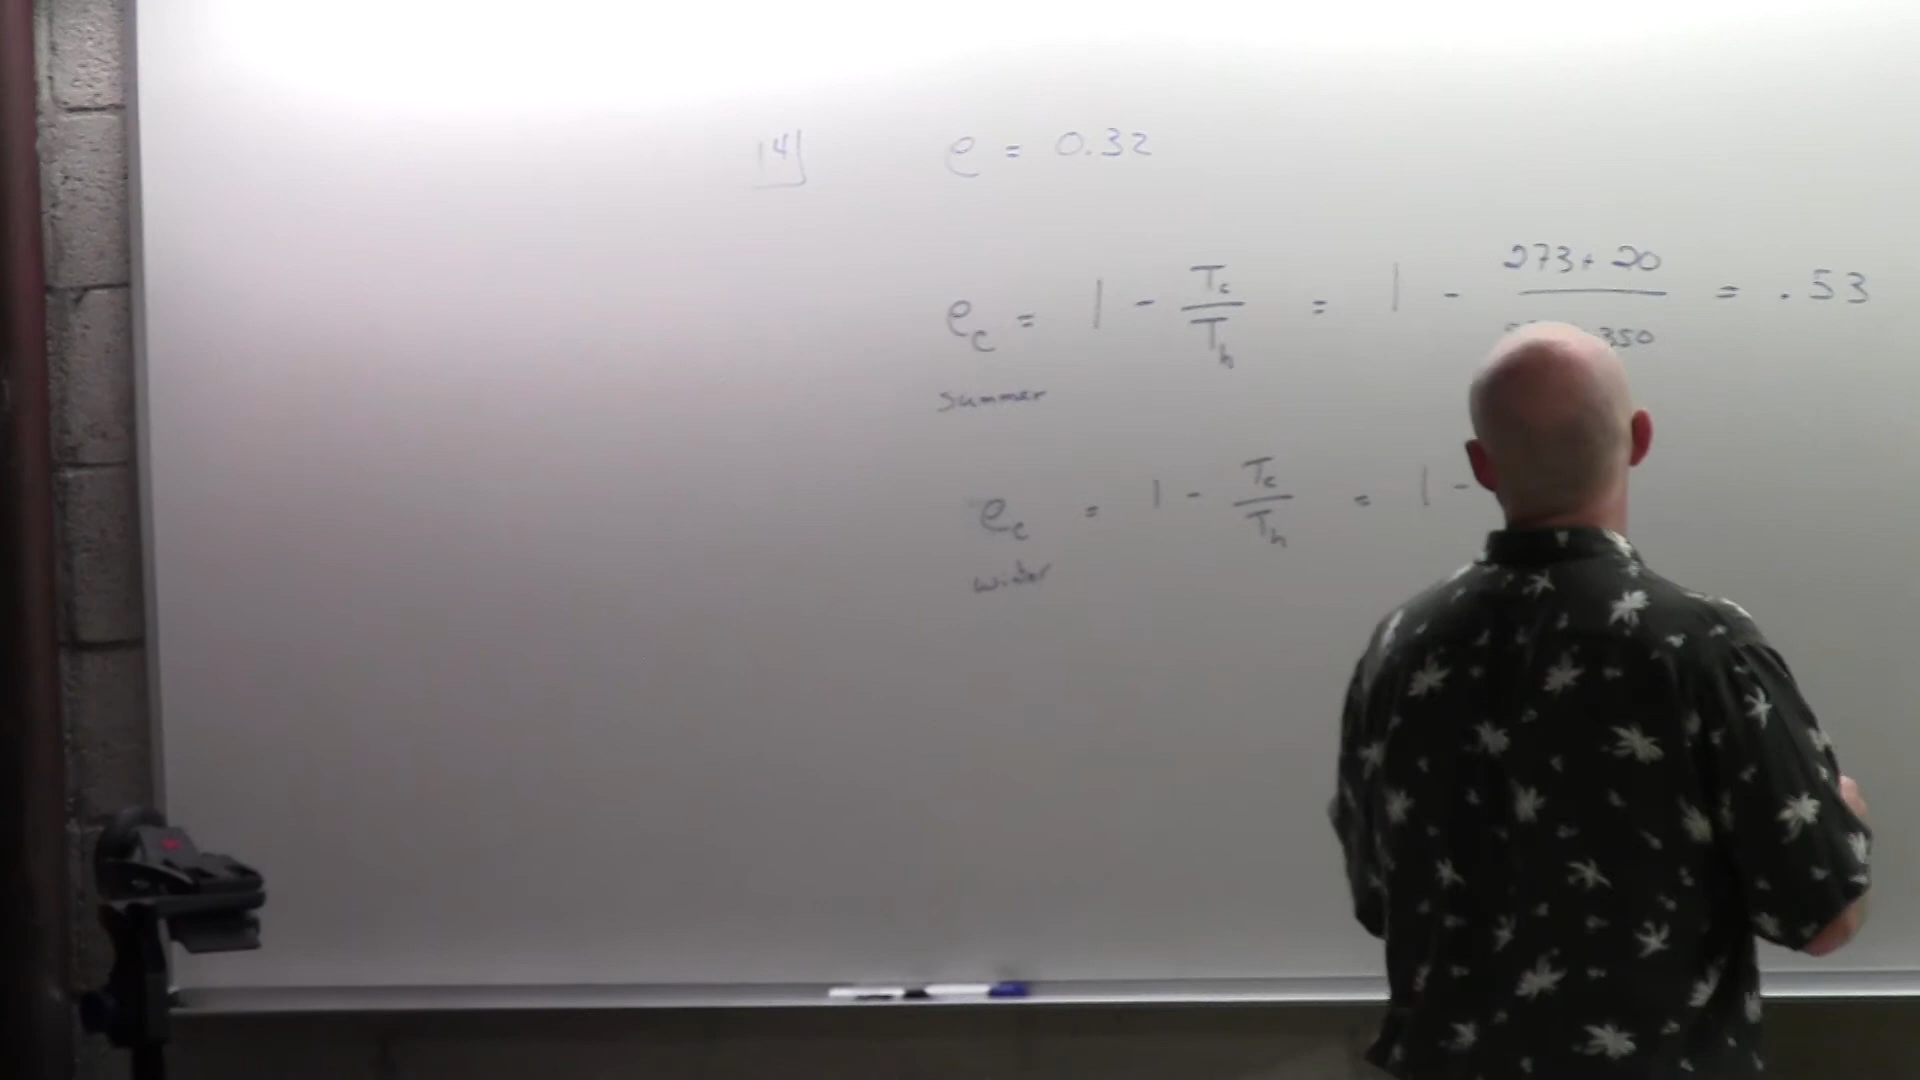 14 e = 0.32
e_c = 1 - T_c / T_h = 1 - 273 + 20 / 350 = .53
summer
e_c = 1 - T_c / T_h = 1 -
winter